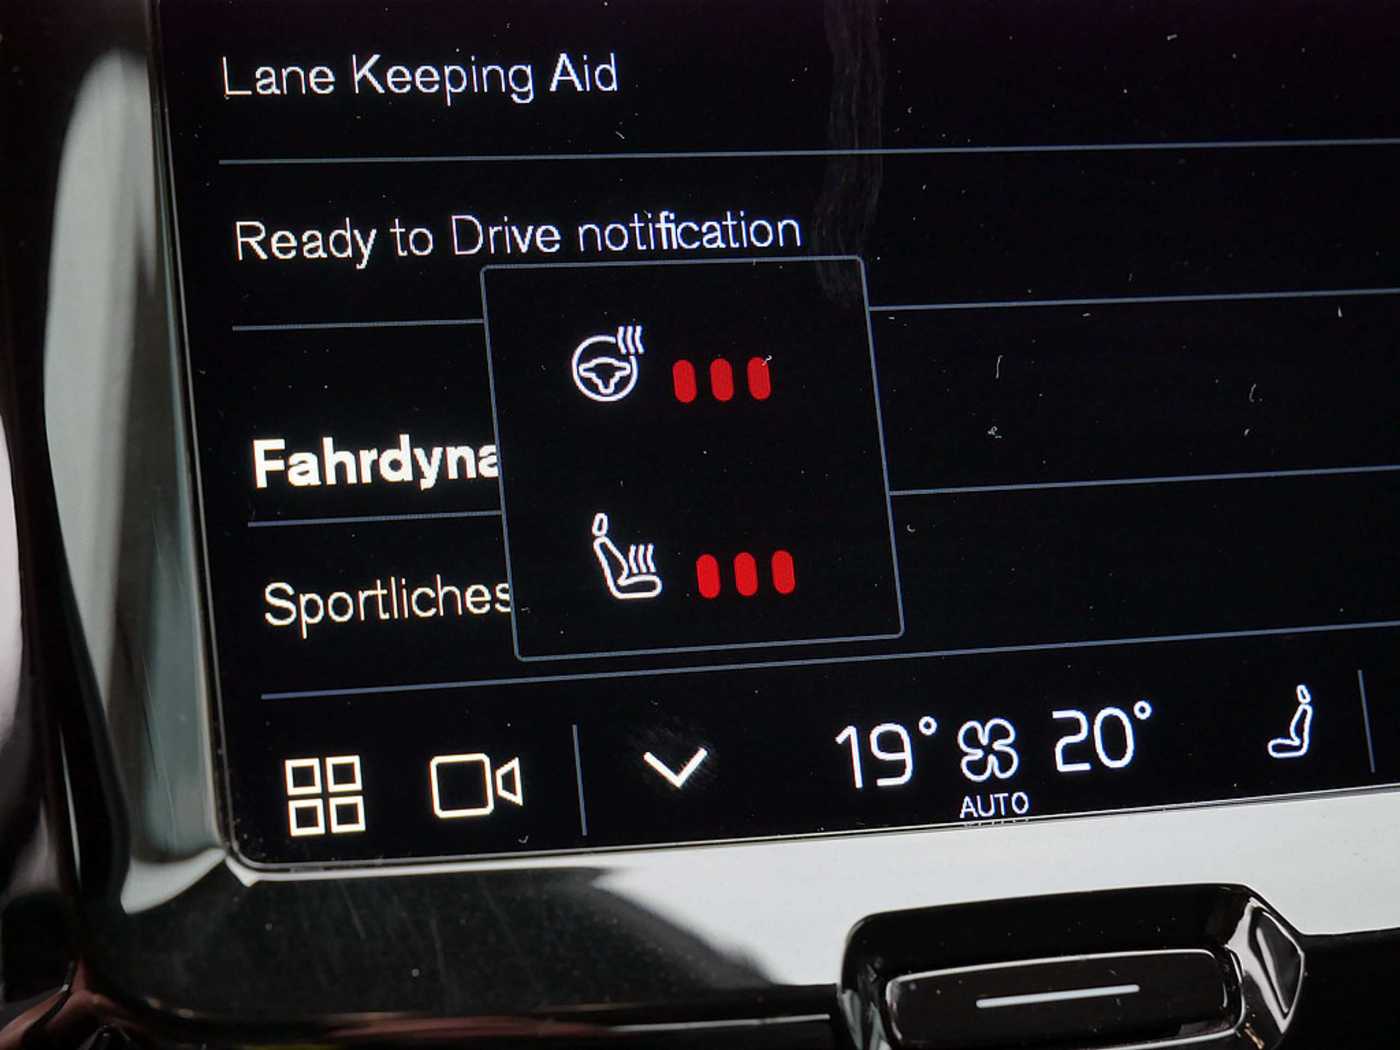 Lane Keeping Aid
Ready to Drive notification
Fahrdyna
Sportliches
19° 20°
AUTO